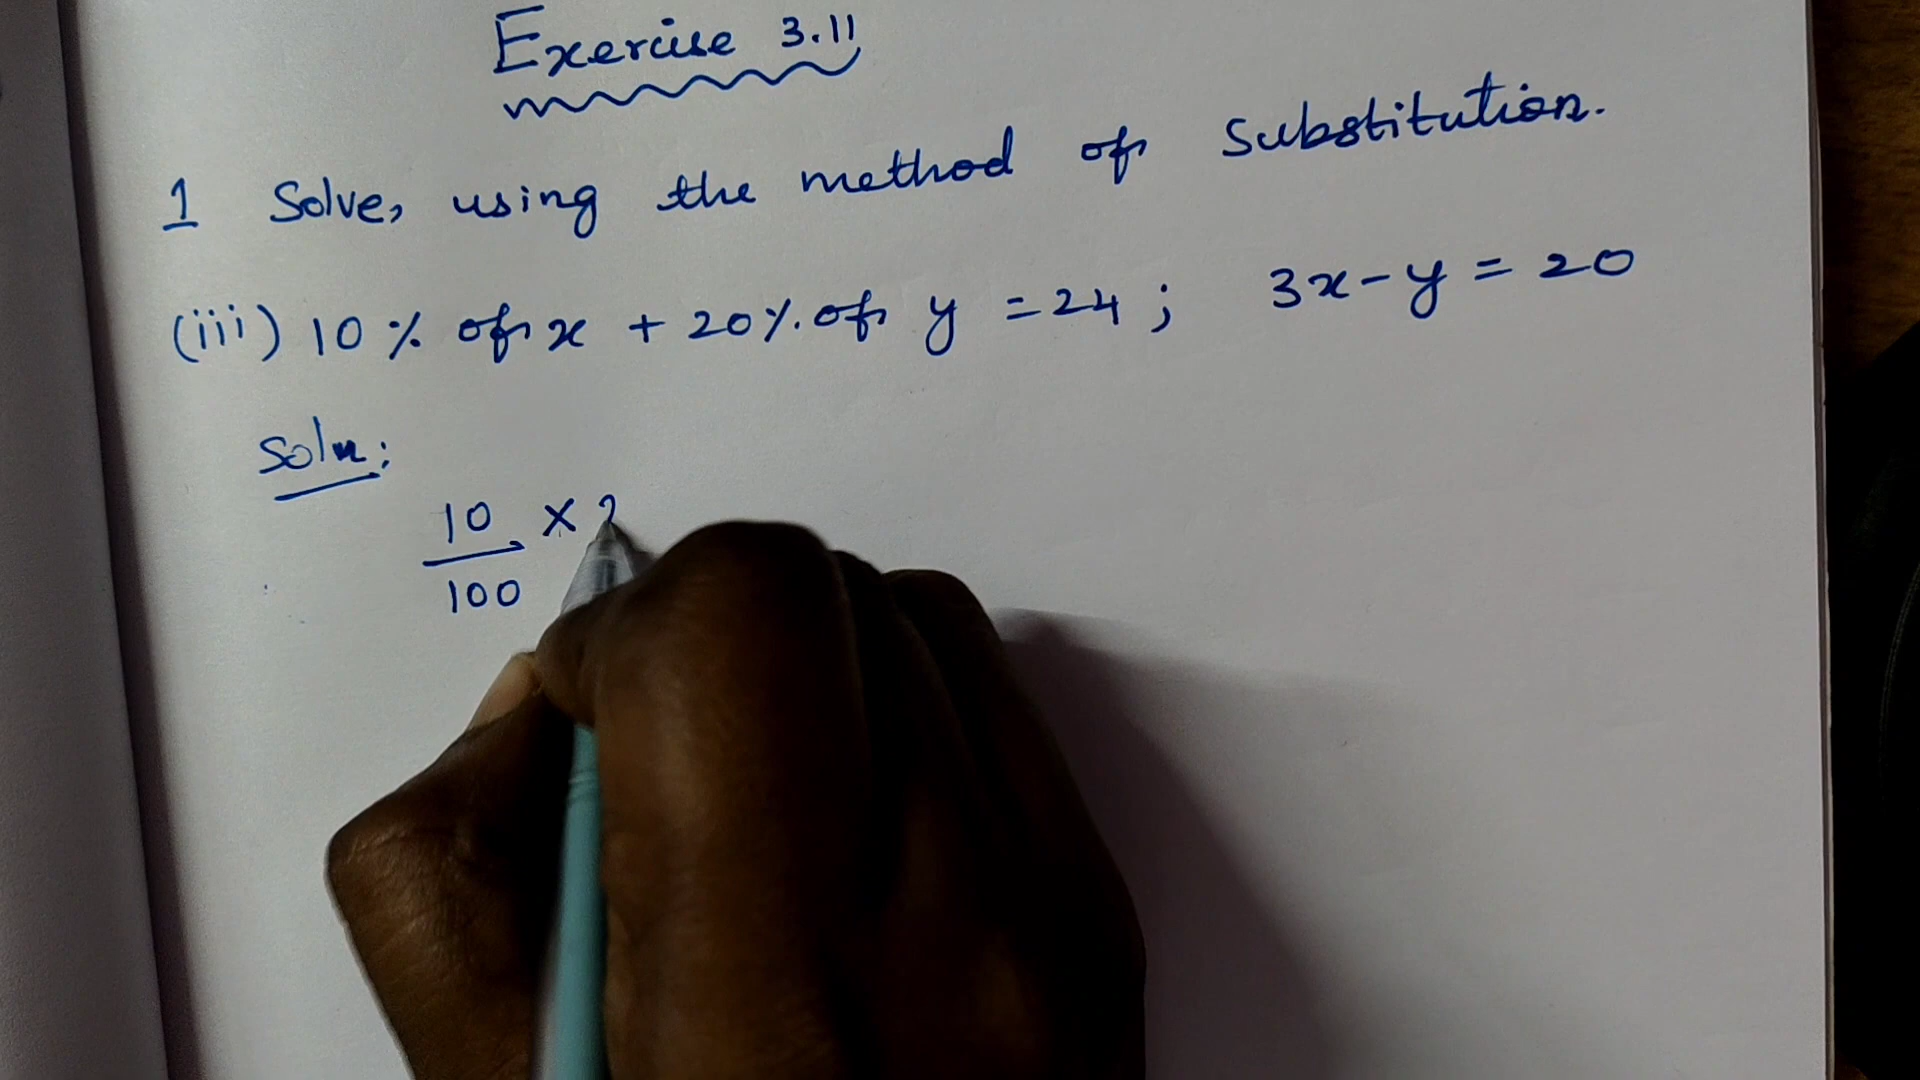 Exercise 3.11
1 Solve, using the method of Substitution.
(iii) 10% of x + 20% of y = 24 ; 3x - y = 20
Soln:
10 ×
100